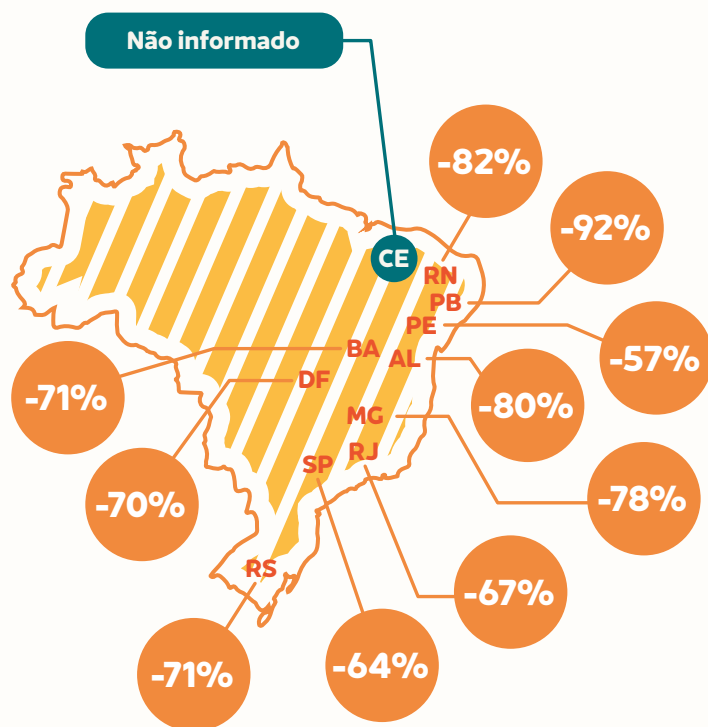 Não informado
-82%
-92%
CE
RN
PB
PE
-57%
BA
AL
DF
-71%
-80%
MG
RJ
SP
-70%
-78%
RS
-67%
-71%
-64%